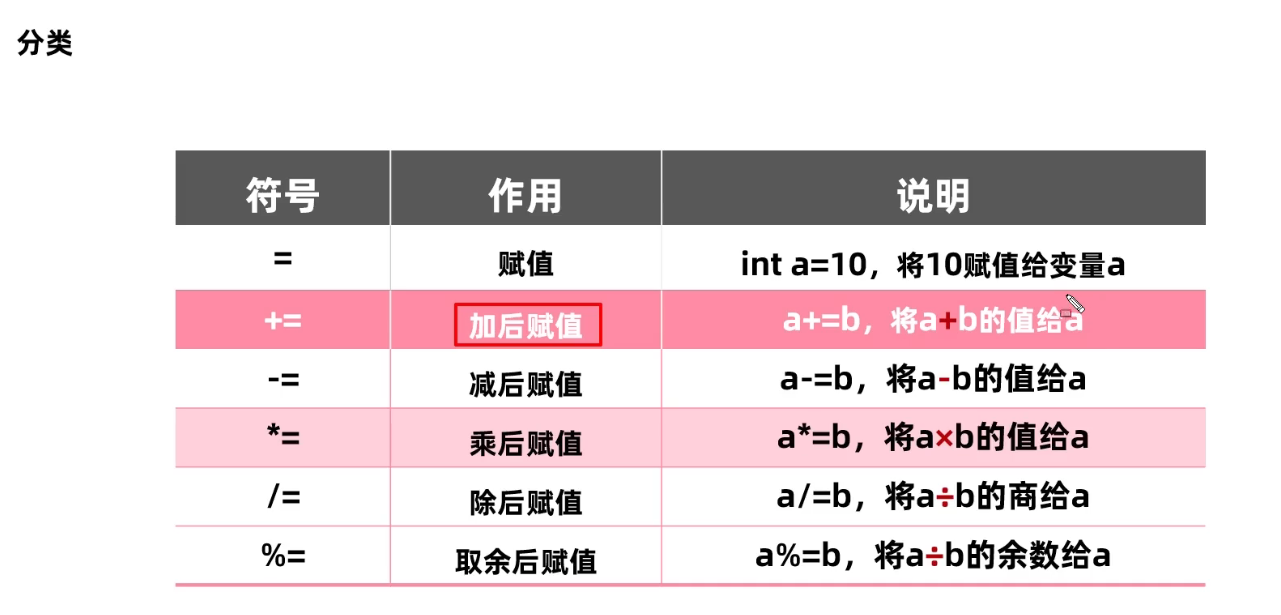 分类
符号 作用 说明
= 赋值 int a=10，将10赋值给变量a
+= 加后赋值 a+=b，将a+b的值给a
-= 减后赋值 a-=b，将a-b的值给a
*= 乘后赋值 a*=b，将a×b的值给a
/= 除后赋值 a/=b，将a÷b的商给a
%= 取余后赋值 a%=b，将a÷b的余数给a